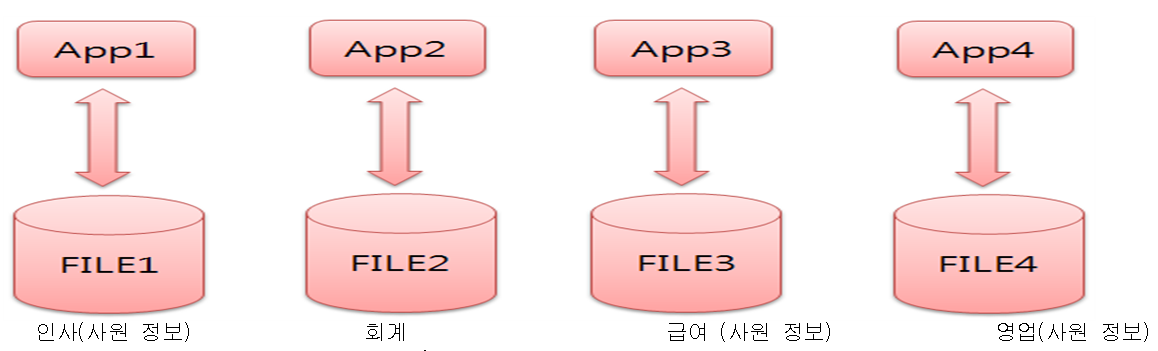 App1 App2 App3 App4
FILE1 FILE2 FILE3 FILE4
인사(사원 정보) 회계 급여 (사원 정보) 영업(사원 정보)